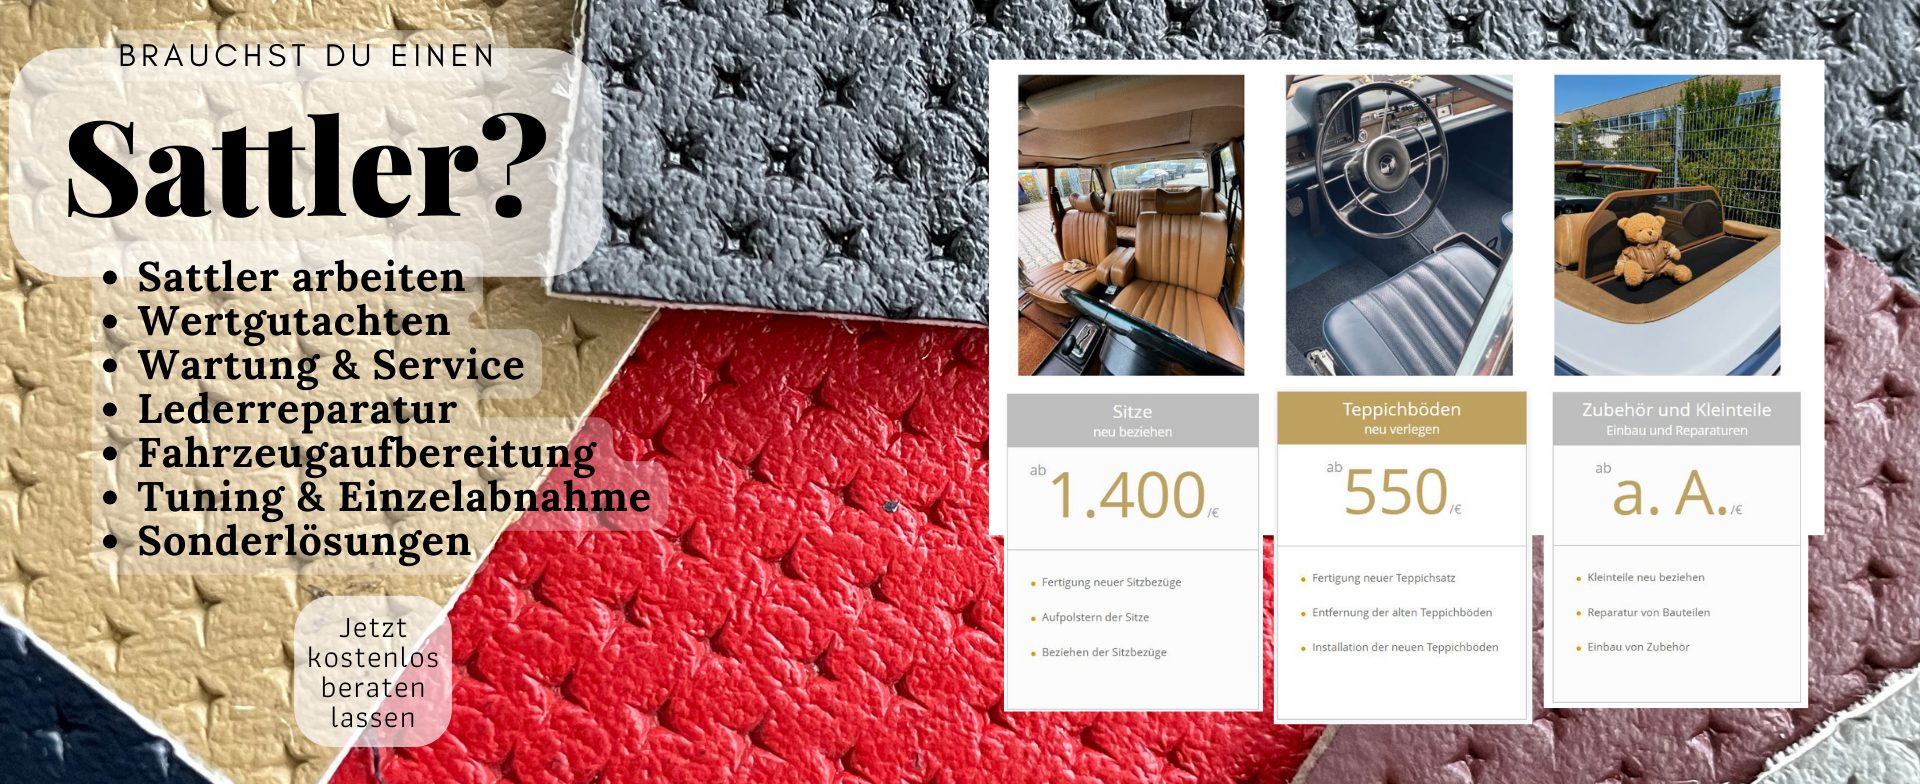 BRAUCHST DU EINEN
Sattler?
• Sattler arbeiten
• Wertgutachten
• Wartung & Service
• Lederreparatur
• Fahrzeugaufbereitung
• Tuning & Einzelabnahme
• Sonderlösungen
Jetzt
kostenlos
beraten
lassen
Sitze
neu beziehen
ab 1.400/€
• Fertigung neuer Sitzbezüge
• Aufpolstern der Sitze
• Beziehen der Sitzbezüge
Teppichböden
neu verlegen
ab 550/€
• Fertigung neuer Teppichsatz
• Entfernung der alten Teppichböden
• Installation der neuen Teppichböden
Zubehör und Kleinteile
Einbau und Reparaturen
ab a. A./€
• Kleinteile neu beziehen
• Reparatur von Bauteilen
• Einbau von Zubehör